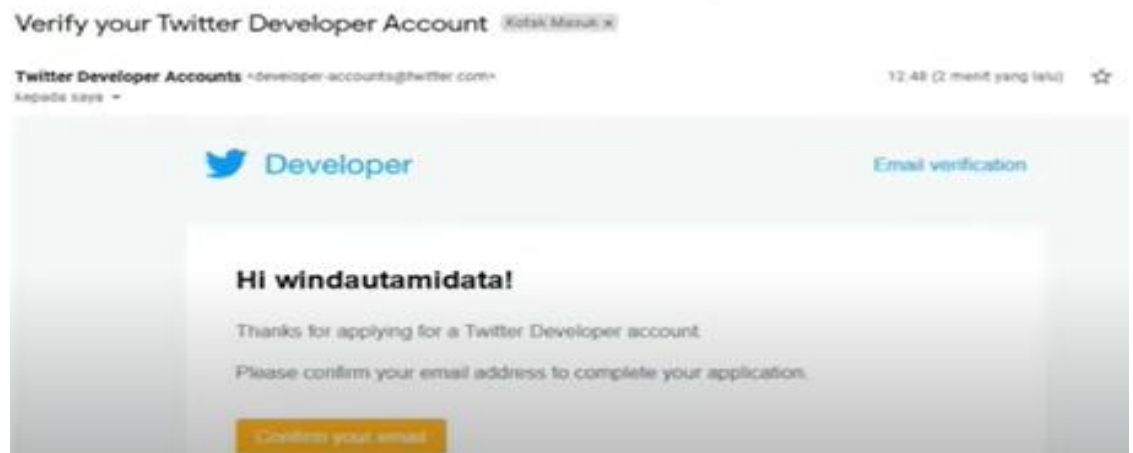 Verify your Twitter Developer Account Kotak Masuk x
Twitter Developer Accounts <developer-accounts@twitter.com> 12.48 (2 menit yang lalu)
kepada saya
Developer Email verification
Hi windautamidata!
Thanks for applying for a Twitter Developer account.
Please confirm your email address to complete your application.
Confirm your email